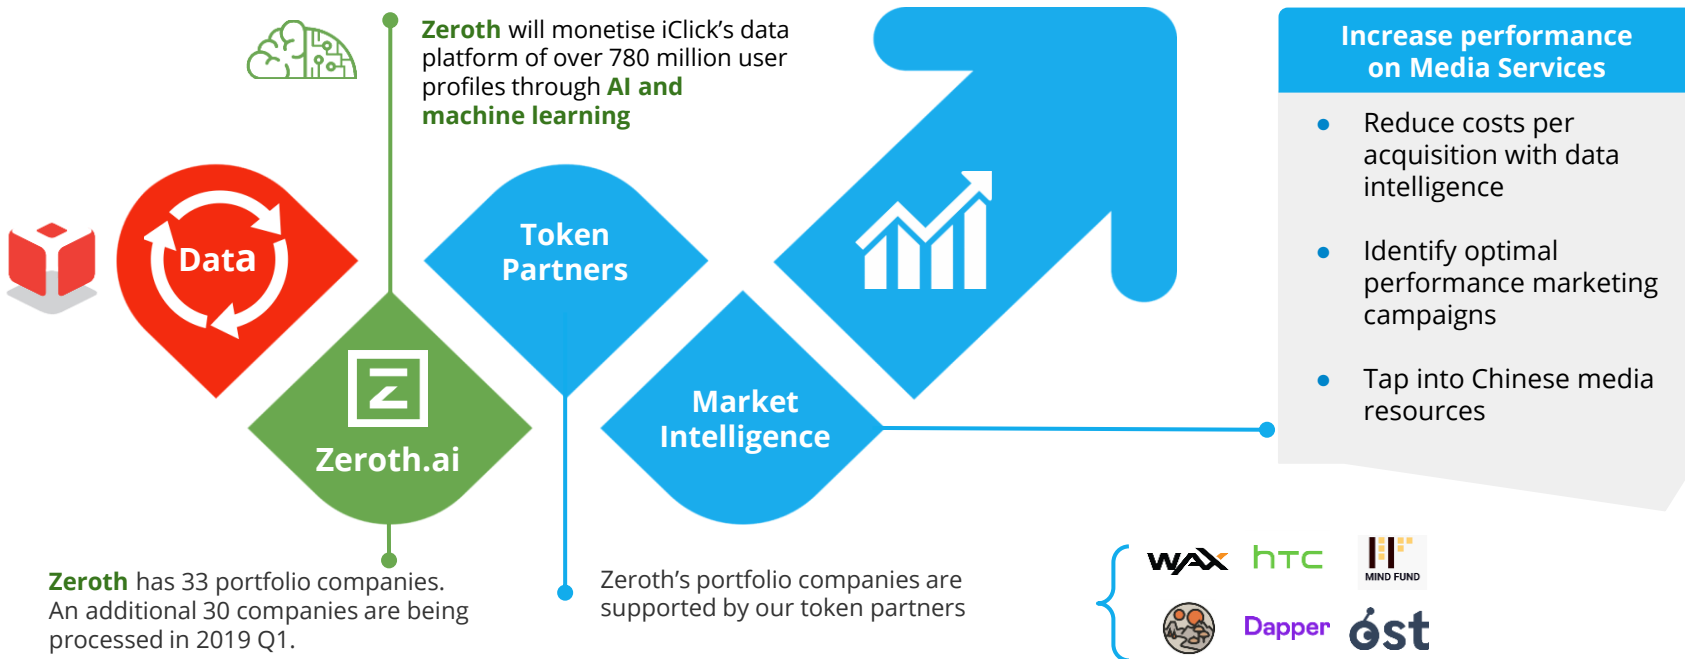 Zeroth will monetise iClick's data
platform of over 780 million user
profiles through AI and
machine learning
Increase performance
on Media Services
Reduce costs per
acquisition with data
intelligence
Identify optimal
performance marketing
campaigns
Tap into Chinese media
resources
Data
Token
Partners
Z
Zeroth.ai
Market
Intelligence
Zeroth has 33 portfolio companies.
An additional 30 companies are being
processed in 2019 Q1.
Zeroth's portfolio companies are
supported by our token partners
WAX
hTC
MIND FUND
Dapper
ost